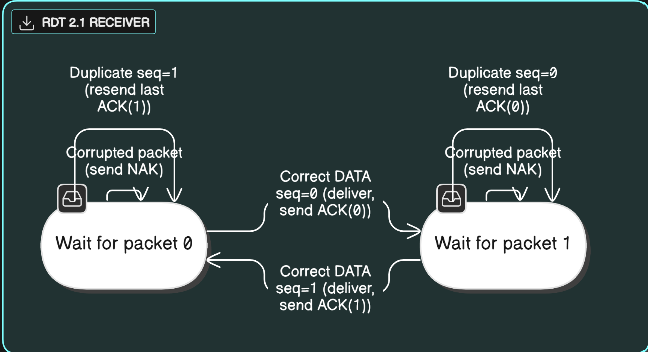 RDT 2.1 RECEIVER
Duplicate seq=1
(resend last
ACK(1))
Corrupted packet
(send NAK)
Wait for packet 0
Correct DATA
seq=0 (deliver,
send ACK(0))
Correct DATA
seq=1 (deliver,
send ACK(1))
Duplicate seq=0
(resend last
ACK(0))
Corrupted packet
(send NAK)
Wait for packet 1